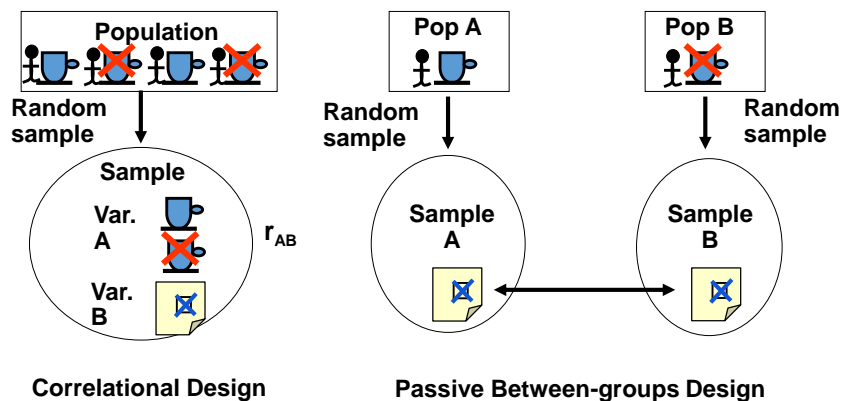 Population
Random
sample
Sample
Var.
A
Var.
B
r_AB
Correlational Design
Pop A
Random
sample
Sample
A
Pop B
Random
sample
Sample
B
Passive Between-groups Design